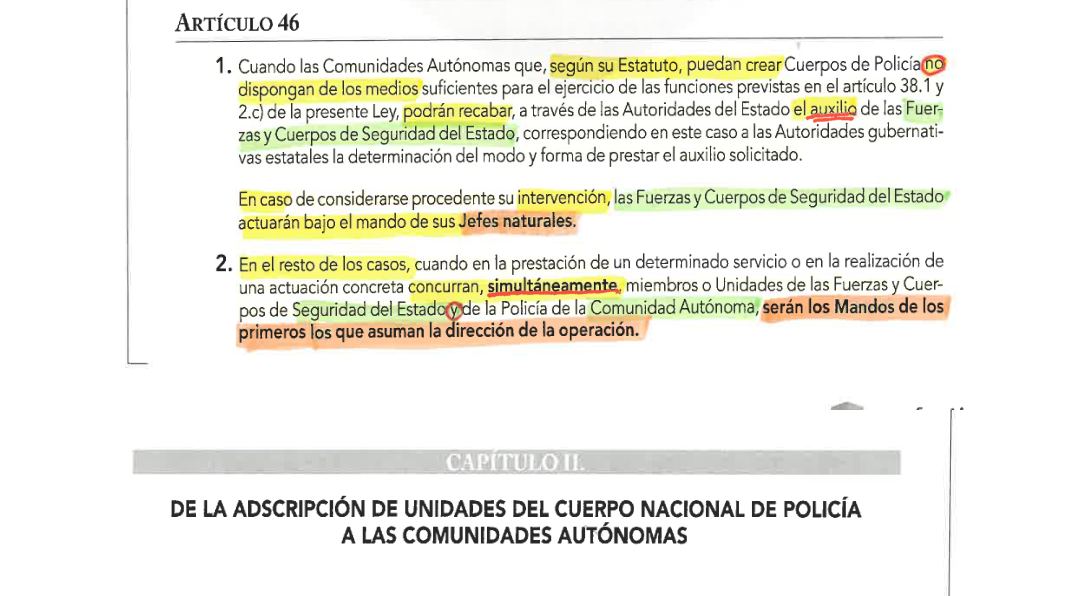 ARTÍCULO 46
1. Cuando las Comunidades Autónomas que, según su Estatuto, puedan crear Cuerpos de Policía no
dispongan de los medios suficientes para el ejercicio de las funciones previstas en el artículo 38.1 y
2.c) de la presente Ley, podrán recabar, a través de las Autoridades del Estado el auxilio de las Fuer-
zas y Cuerpos de Seguridad del Estado, correspondiendo en este caso a las Autoridades gubernati-
vas estatales la determinación del modo y forma de prestar el auxilio solicitado.
En caso de considerarse procedente su intervención, las Fuerzas y Cuerpos de Seguridad del Estado
actuarán bajo el mando de sus Jefes naturales.
2. En el resto de los casos, cuando en la prestación de un determinado servicio o en la realización de
una actuación concreta concurran, simultáneamente, miembros o Unidades de las Fuerzas y Cuer-
pos de Seguridad del Estado y de la Policía de la Comunidad Autónoma, serán los Mandos de los
primeros los que asuman la dirección de la operación.
CAPÍTULO II.
DE LA ADSCRIPCIÓN DE UNIDADES DEL CUERPO NACIONAL DE POLICÍA
A LAS COMUNIDADES AUTÓNOMAS